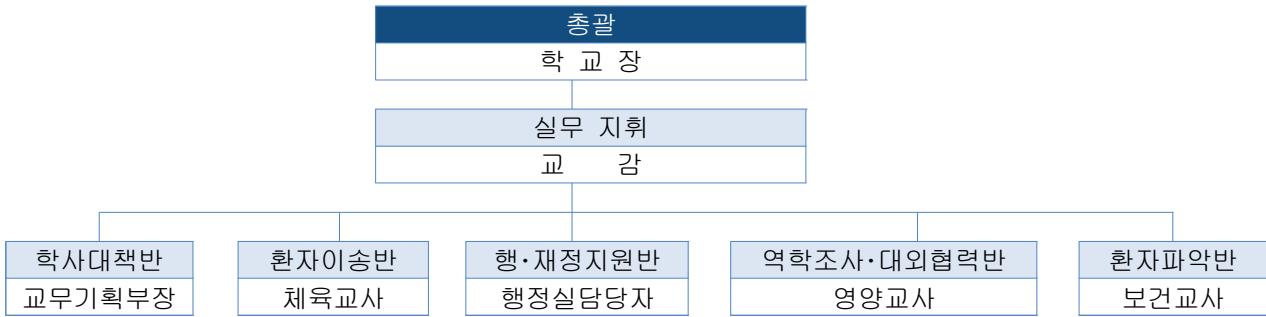 총괄
학 교 장
실무 지휘
교 감
학사대책반 환자이송반 행·재정지원반 역학조사·대외협력반 환자파악반
교무기획부장 체육교사 행정실담당자 영양교사 보건교사